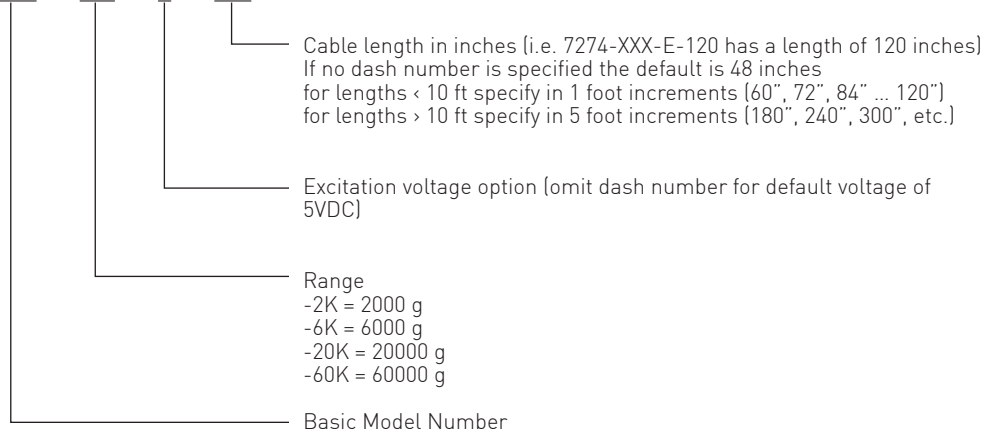 Cable length in inches (i.e. 7274-XXX-E-120 has a length of 120 inches)
If no dash number is specified the default is 48 inches
for lengths ‹ 10 ft specify in 1 foot increments (60”, 72”, 84” ... 120”)
for lengths › 10 ft specify in 5 foot increments (180”, 240”, 300”, etc.)
Excitation voltage option (omit dash number for default voltage of
5VDC)
Range
-2K = 2000 g
-6K = 6000 g
-20K = 20000 g
-60K = 60000 g
Basic Model Number